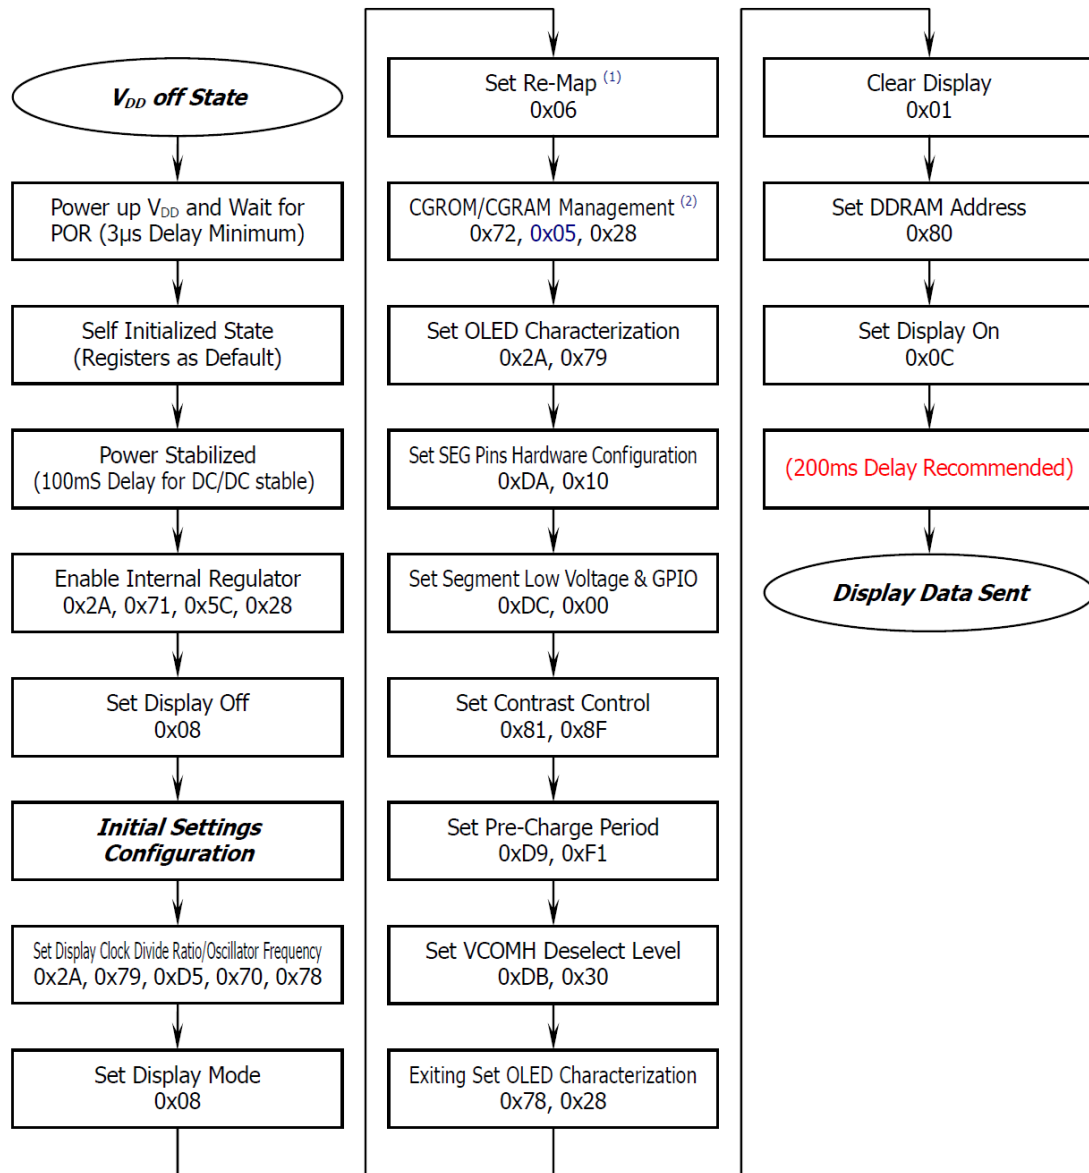 V_DD off State
Power up V_DD and Wait for
POR (3μs Delay Minimum)
Self Initialized State
(Registers as Default)
Power Stabilized
(100mS Delay for DC/DC stable)
Enable Internal Regulator
0x2A, 0x71, 0x5C, 0x28
Set Display Off
0x08
Initial Settings
Configuration
Set Display Clock Divide Ratio/Oscillator Frequency
0x2A, 0x79, 0xD5, 0x70, 0x78
Set Display Mode
0x08
Set Re-Map (1)
0x06
CGROM/CGRAM Management (2)
0x72, 0x05, 0x28
Set OLED Characterization
0x2A, 0x79
Set SEG Pins Hardware Configuration
0xDA, 0x10
Set Segment Low Voltage & GPIO
0xDC, 0x00
Set Contrast Control
0x81, 0x8F
Set Pre-Charge Period
0xD9, 0xF1
Set VCOMH Deselect Level
0xDB, 0x30
Exiting Set OLED Characterization
0x78, 0x28
Clear Display
0x01
Set DDRAM Address
0x80
Set Display On
0x0C
(200ms Delay Recommended)
Display Data Sent